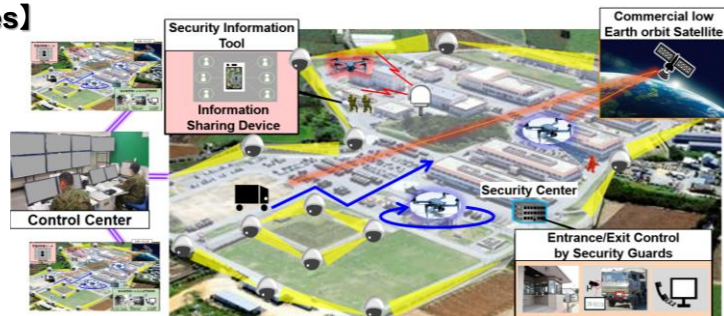 es】
Security Information
Tool
Information
Sharing Device
Commercial low
Earth orbit Satellite
Control Center
Security Center
Entrance/Exit Control
by Security Guards